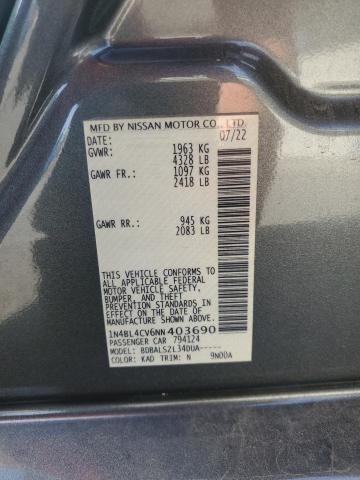 MFD BY NISSAN MOTOR CO., LTD.
DATE: 07/22
GVWR: 1963 KG
4328 LB
GAWR FR.: 1097 KG
2418 LB
GAWR RR.: 945 KG
2083 LB
THIS VEHICLE CONFORMS TO ALL
APPLICABLE FEDERAL
MOTOR VEHICLE SAFETY,
BUMPER, AND THEFT
PREVENTION STANDARDS
IN EFFECT ON THE DATE OF
MANUFACTURE SHOWN ABOVE.
1N4BL4CV6NN403690
PASSENGER CAR 794124
MODEL: BDBALSZL34DUA-----
COLOR: KAD TRIM: N 9N00A